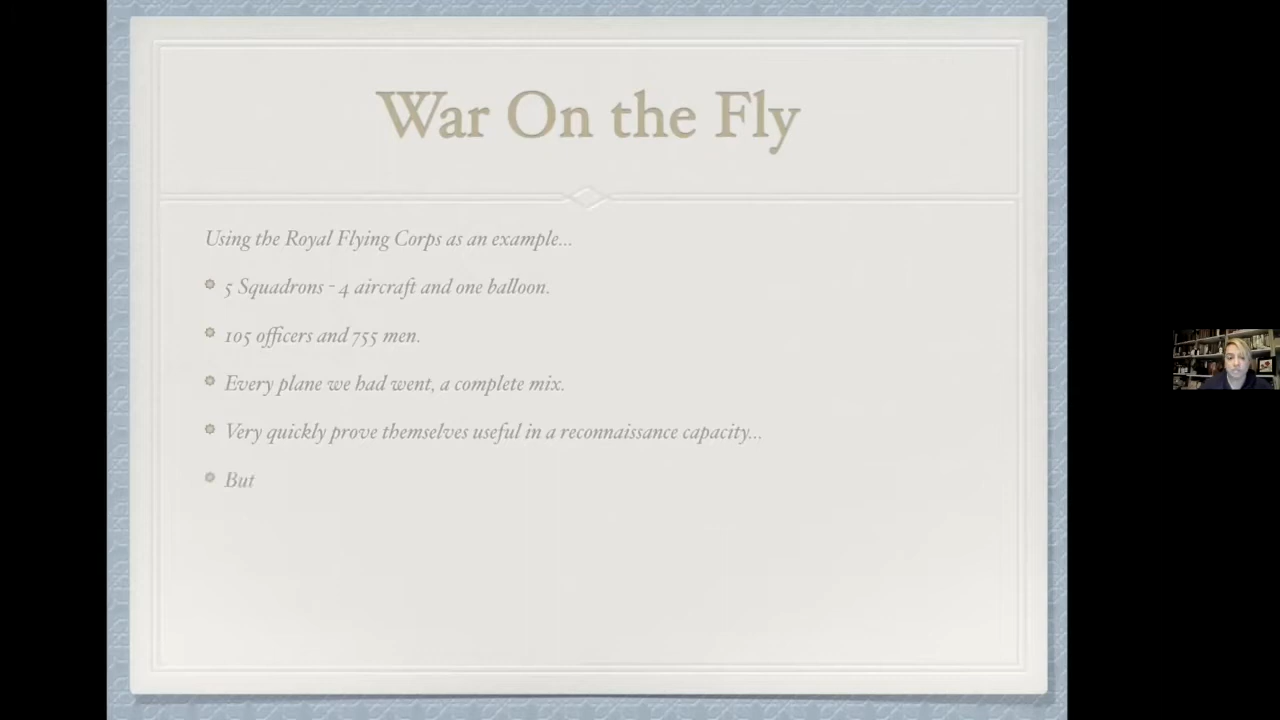 War On the Fly
Using the Royal Flying Corps as an example...
5 Squadrons - 4 aircraft and one balloon.
105 officers and 755 men.
Every plane we had went, a complete mix.
Very quickly prove themselves useful in a reconnaissance capacity...
But